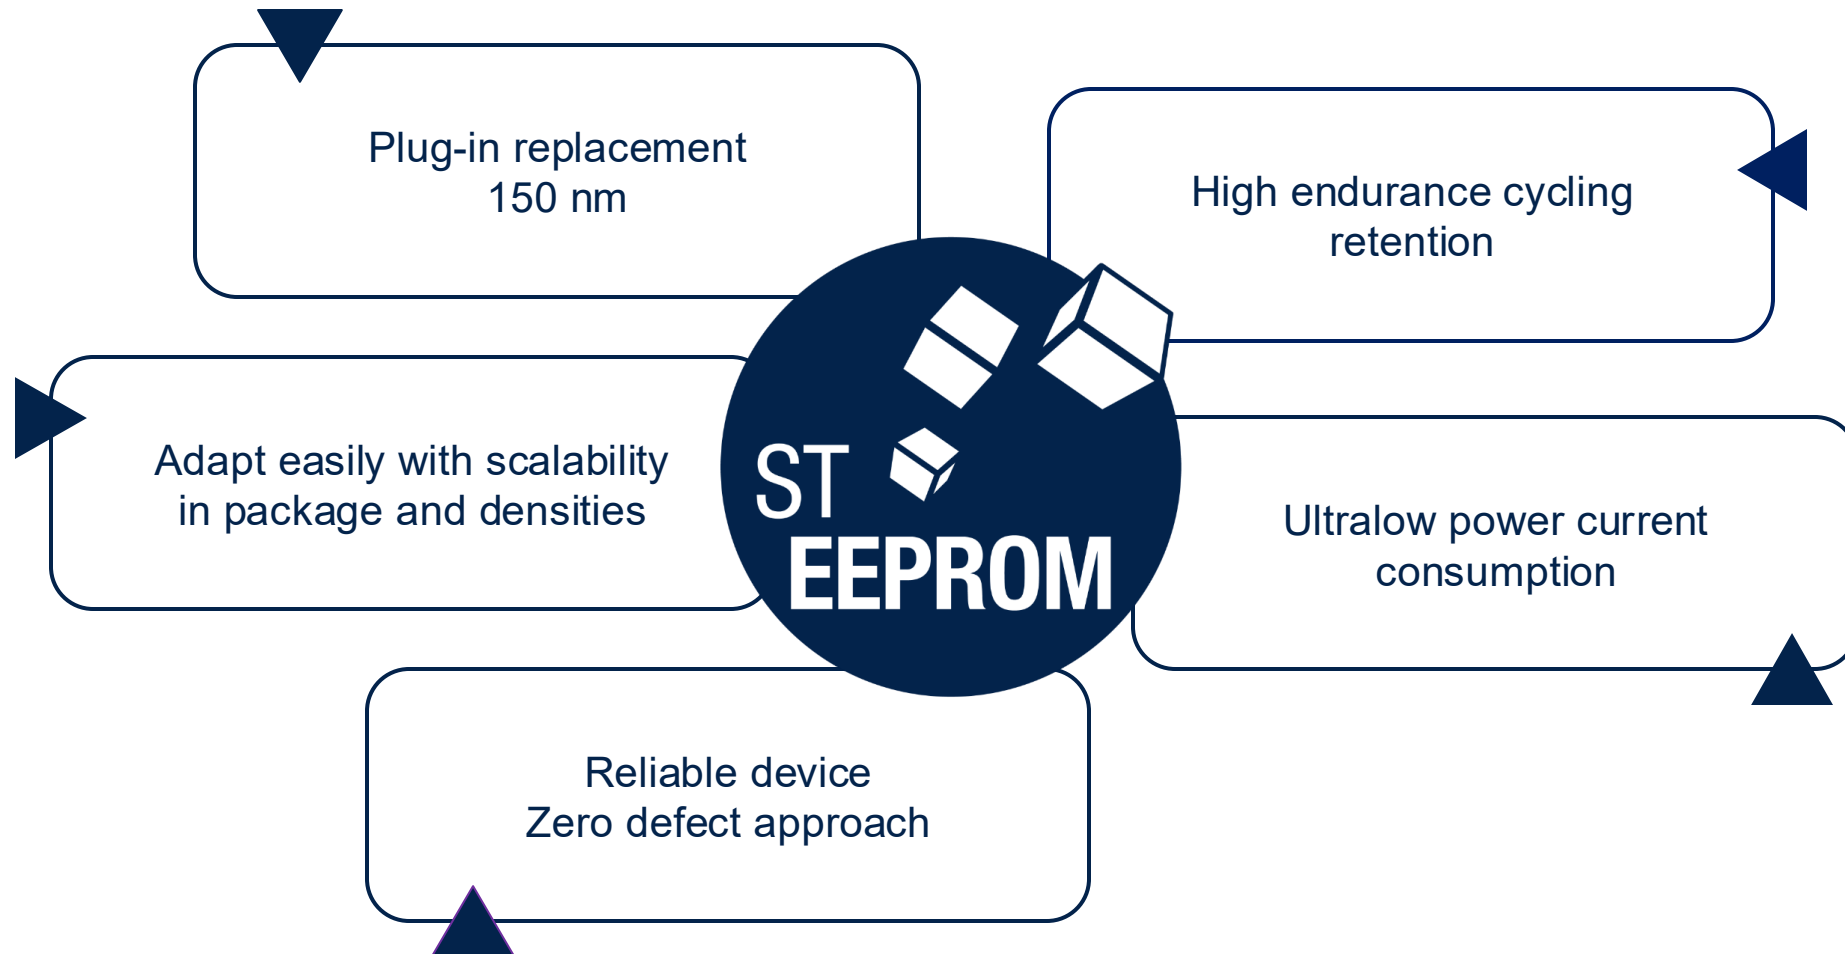 Plug-in replacement
150 nm
High endurance cycling
retention
Adapt easily with scalability
in package and densities
ST
EEPROM
Ultralow power current
consumption
Reliable device
Zero defect approach